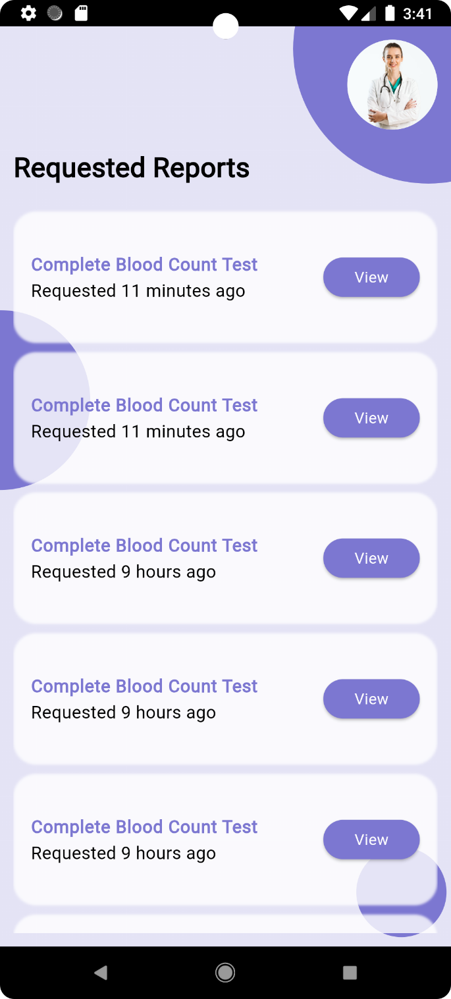 3:41
Requested Reports
Complete Blood Count Test
Requested 11 minutes ago
View
Complete Blood Count Test
Requested 11 minutes ago
View
Complete Blood Count Test
Requested 9 hours ago
View
Complete Blood Count Test
Requested 9 hours ago
View
Complete Blood Count Test
Requested 9 hours ago
View